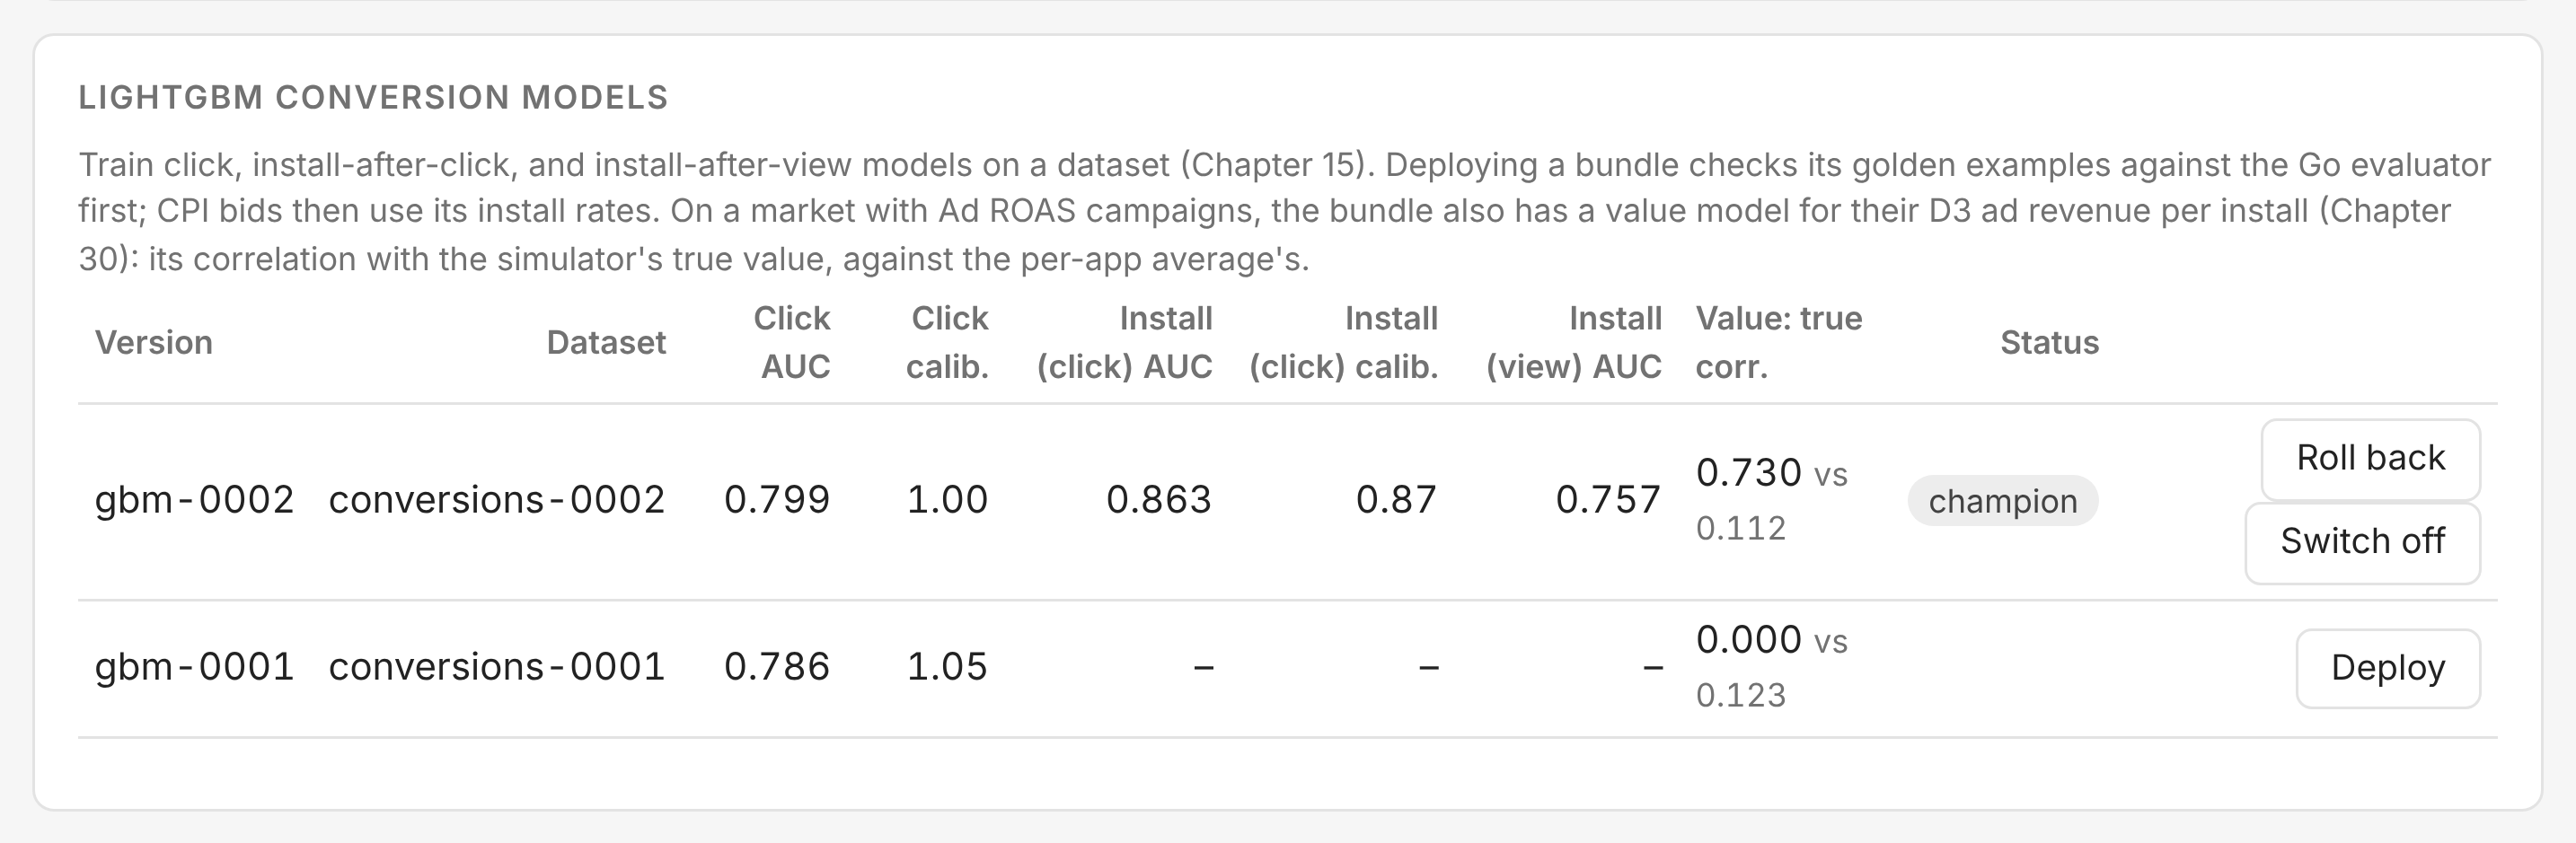 LIGHTGBM CONVERSION MODELS
Train click, install-after-click, and install-after-view models on a dataset (Chapter 15). Deploying a bundle checks its golden examples against the Go evaluator
first; CPI bids then use its install rates. On a market with Ad ROAS campaigns, the bundle also has a value model for their D3 ad revenue per install (Chapter
30): its correlation with the simulator's true value, against the per-app average's.
Version Dataset Click AUC Click calib. Install (click) AUC Install (click) calib. Install (view) AUC Value: true corr. Status
gbm-0002 conversions-0002 0.799 1.00 0.863 0.87 0.757 0.730 vs 0.112 champion Roll back Switch off
gbm-0001 conversions-0001 0.786 1.05 – – – 0.000 vs 0.123 Deploy